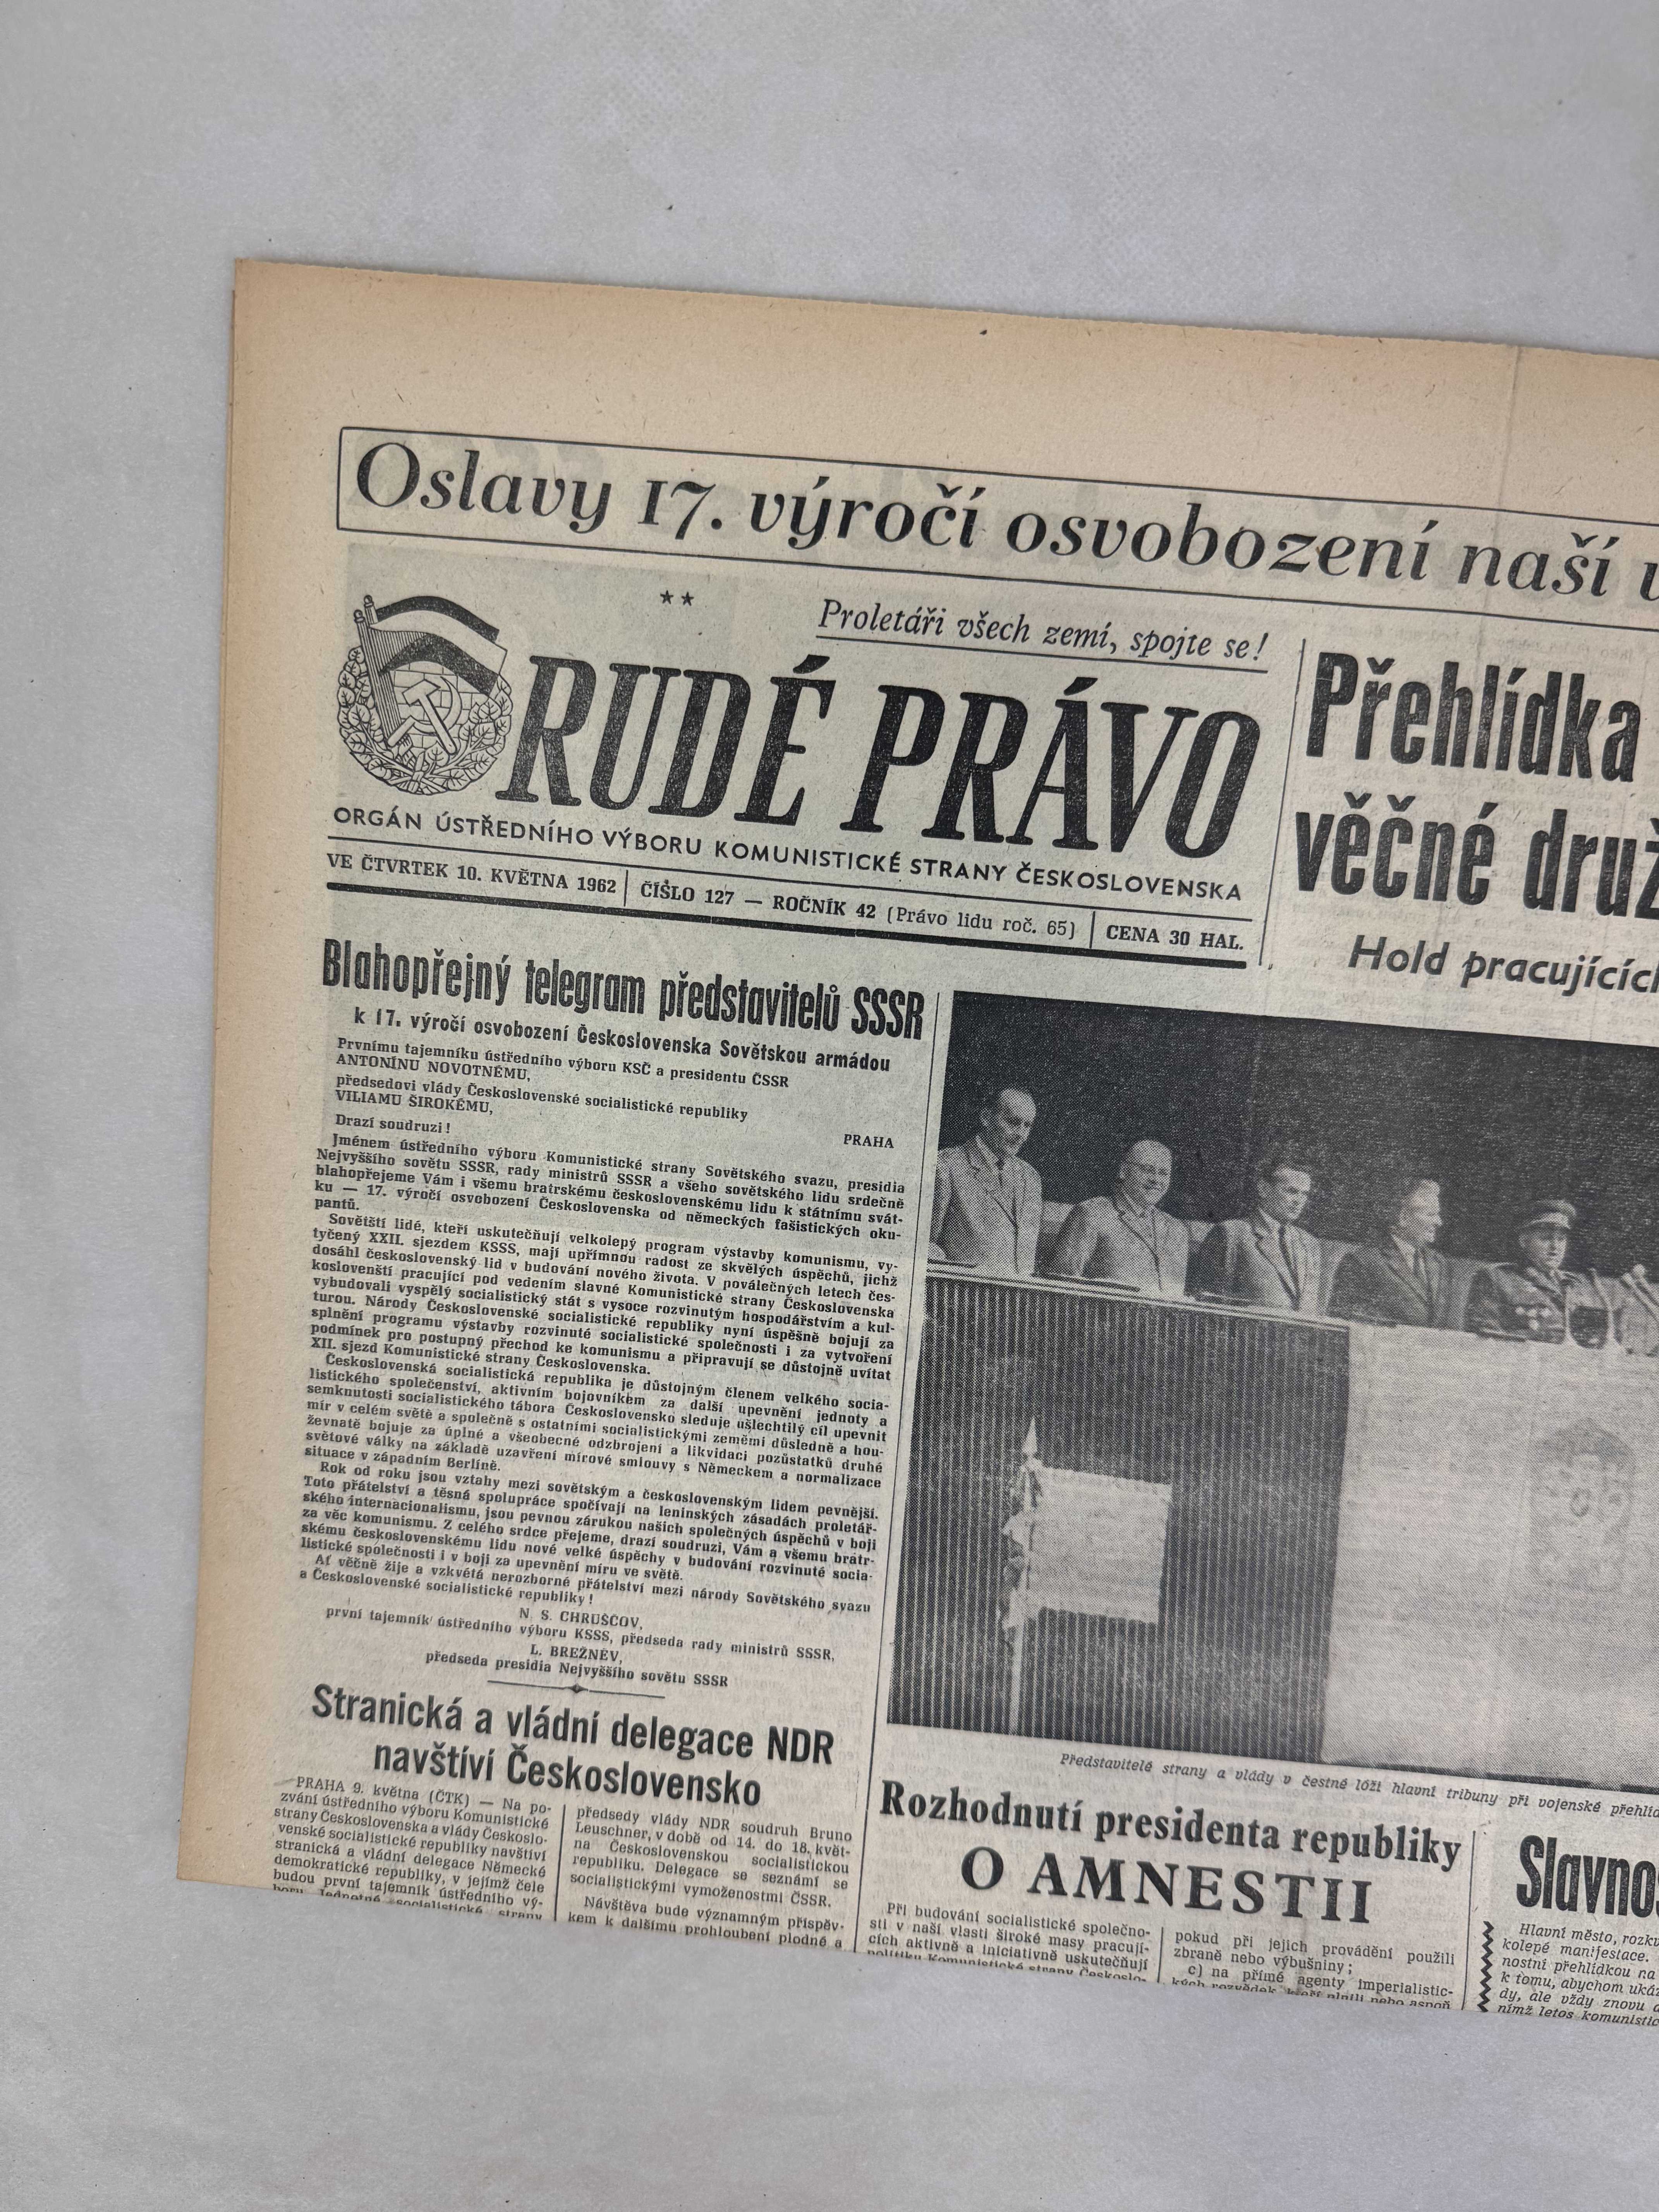 Oslavy 17. výročí osvobození naší
**
Proletáři všech zemí, spojte se!
RUDÉ PRÁVO
ORGÁN ÚSTŘEDNÍHO VÝBORU KOMUNISTICKÉ STRANY ČESKOSLOVENSKA
VE ČTVRTEK 10. KVĚTNA 1962 | ČÍSLO 127 — ROČNÍK 42 (Právo lidu roč. 65) | CENA 30 HAL.
Přehlídka
věčné druž
Hold pracujících
Blahopřejný telegram představitelů SSSR
k 17. výročí osvobození Československa Sovětskou armádou
Prvnímu tajemníku ústředního výboru KSČ a presidentu ČSSR
ANTONÍNU NOVOTNÉMU,
předsedovi vlády Československé socialistické republiky
VILIAMU ŠIROKÉMU,
PRAHA
Drazí soudruzi!
Jménem ústředního výboru Komunistické strany Sovětského svazu, presidia
Nejvyššího sovětu SSSR, rady ministrů SSSR a všeho sovětského lidu srdečně
blahopřejeme Vám i všemu bratrskému československému lidu k státnímu svát-
ku — 17. výročí osvobození Československa od německých fašistických oku-
pantů.
Sovětští lidé, kteří uskutečňují velkolepý program výstavby komunismu, vy-
tyčený XXII. sjezdem KSSS, mají upřímnou radost ze skvělých úspěchů, jichž
dosáhl československý lid v budování nového života. V poválečných letech čes-
koslovenští pracující pod vedením slavné Komunistické strany Československa
vybudovali vyspělý socialistický stát s vysoce rozvinutým hospodářstvím a kul-
turou. Národy Československé socialistické republiky nyní úspěšně bojují za
splnění programu výstavby rozvinuté socialistické společnosti i za vytvoření
podmínek pro postupný přechod ke komunismu a připravují se důstojně uvítat
XII. sjezd Komunistické strany Československa.
Československá socialistická republika je důstojným členem velkého socia-
listického společenství, aktivním bojovníkem za další upevnění jednoty a
semknutosti socialistického tábora Československo sleduje ušlechtilý cíl upevnit
mír v celém světě a společně s ostatními socialistickými zeměmi důsledně a hou-
ževnatě bojuje za úplné a všeobecné odzbrojení a likvidaci pozůstatků druhé
světové války na základě uzavření mírové smlouvy s Německem a normalizace
situace v západním Berlíně.
Rok od roku jsou vztahy mezi sovětským a československým lidem pevnější.
Toto přátelství a těsná spolupráce spočívají na leninských zásadách proletář-
ského internacionalismu, jsou pevnou zárukou našich společných úspěchů v boji
za věc komunismu. Z celého srdce přejeme, drazí soudruzi, Vám a všemu bratr-
skému československému lidu nové velké úspěchy v budování rozvinuté socia-
listické společnosti i v boji za upevnění míru ve světě.
Ať věčně žije a vzkvétá nerozborné přátelství mezi národy Sovětského svazu
a Československé socialistické republiky!
N. S. CHRUŠČOV,
první tajemník ústředního výboru KSSS, předseda rady ministrů SSSR,
L. BREŽNĚV,
předseda presidia Nejvyššího sovětu SSSR
Představitelé strany a vlády v čestné lóži hlavní tribuny při vojenské
Stranická a vládní delegace NDR
navštíví Československo
PRAHA 9. května (ČTK) — Na po-
zvání ústředního výboru Komunistické
strany Československa a vlády Českoslo-
venské socialistické republiky navštíví
stranická a vládní delegace Německé
demokratické republiky, v jejímž čele
budou první tajemník ústředního vý-
boru Jednotné socialistické strany
předsedy vlády NDR soudruh Bruno
Leuschner, v době od 14. do 18. květ-
na Československou socialistickou
republiku. Delegace se seznámí se
socialistickými vymoženostmi ČSSR.
Návštěva bude významným příspěv-
kem k dalšímu prohloubení plodné a
Rozhodnutí presidenta republiky
O AMNESTII
Při budování socialistické společno-
sti v naší vlasti široké masy pracují-
cích aktivně a iniciativně uskutečňují
politiku Komunistické strany Českoslo-
pokud při jejich provádění použili
zbraně nebo výbušniny;
c) na přímé agenty imperialistic-
kých rozvědek, kteří plnili nebo aspoň
Slavno
Hlavní město, rozkv
kolepé manifestace.
nostní přehlídkou na
k tomu, abychom ukáz
dy, ale vždy znovu a
nímž letos komunistic